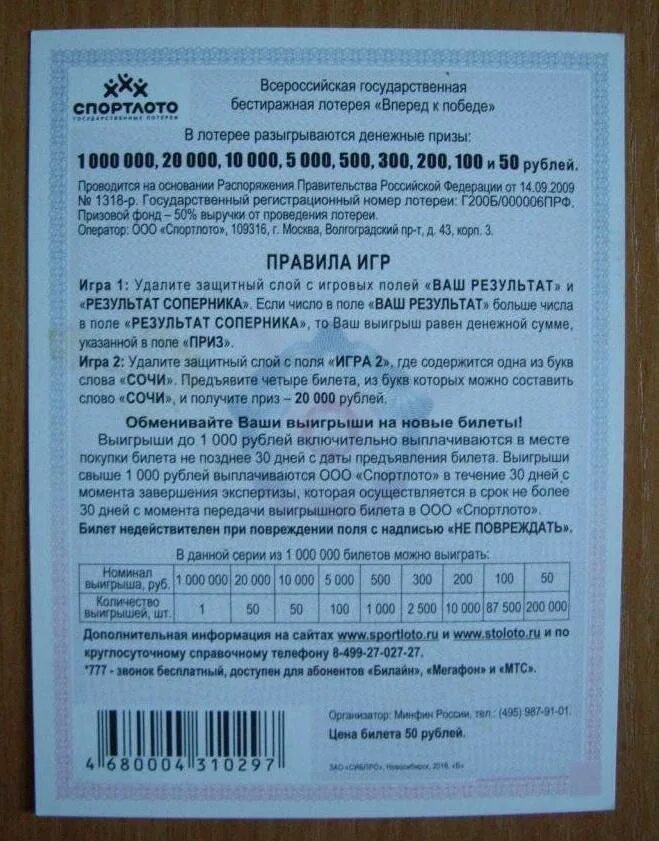 СПОРТЛОТО
ГОСУДАРСТВЕННЫЕ ЛОТЕРЕИ
Всероссийская государственная
бестиражная лотерея «Вперед к победе»
В лотерее разыгрываются денежные призы:
1 000 000, 20 000, 10 000, 5 000, 500, 300, 200, 100 и 50 рублей.
Проводится на основании Распоряжения Правительства Российской Федерации от 14.09.2009
№ 1318-р. Государственный регистрационный номер лотереи: Г200Б/000006ПРФ.
Призовой фонд – 50% выручки от проведения лотереи.
Оператор: ООО «Спортлото», 109316, г. Москва, Волгоградский пр-т, д. 43, корп. 3.
ПРАВИЛА ИГР
Игра 1: Удалите защитный слой с игровых полей «ВАШ РЕЗУЛЬТАТ» и
«РЕЗУЛЬТАТ СОПЕРНИКА». Если число в поле «ВАШ РЕЗУЛЬТАТ» больше числа
в поле «РЕЗУЛЬТАТ СОПЕРНИКА», то Ваш выигрыш равен денежной сумме,
указанной в поле «ПРИЗ».
Игра 2: Удалите защитный слой с поля «ИГРА 2», где содержится одна из букв
слова «СОЧИ». Предъявите четыре билета, из букв которых можно составить
слово «СОЧИ», и получите приз – 20 000 рублей.
Обменивайте Ваши выигрыши на новые билеты!
Выигрыши до 1 000 рублей включительно выплачиваются в месте
покупки билета не позднее 30 дней с даты предъявления билета. Выигрыши
свыше 1 000 рублей выплачиваются ООО «Спортлото» в течение 30 дней с
момента завершения экспертизы, которая осуществляется в срок не более
30 дней с момента передачи выигрышного билета в ООО «Спортлото».
Билет недействителен при повреждении поля с надписью «НЕ ПОВРЕЖДАТЬ».
В данной серии из 1 000 000 билетов можно выиграть:
Номинал выигрыша, руб. 1 000 000 20 000 10 000 5 000 500 300 200 100 50
Количество выигрышей, шт. 1 50 50 100 1 000 2 500 10 000 87 500 200 000
Дополнительная информация на сайтах www.sportloto.ru и www.stoloto.ru и по
круглосуточному справочному телефону 8-499-27-027-27.
*777 - звонок бесплатный, доступен для абонентов «Билайн», «Мегафон» и «МТС».
Организатор: Минфин России, тел.: (495) 987-91-01.
Цена билета 50 рублей.
4 680004 310297
ЗАО «СИБПРО», Новосибирск, 2016, «Б»